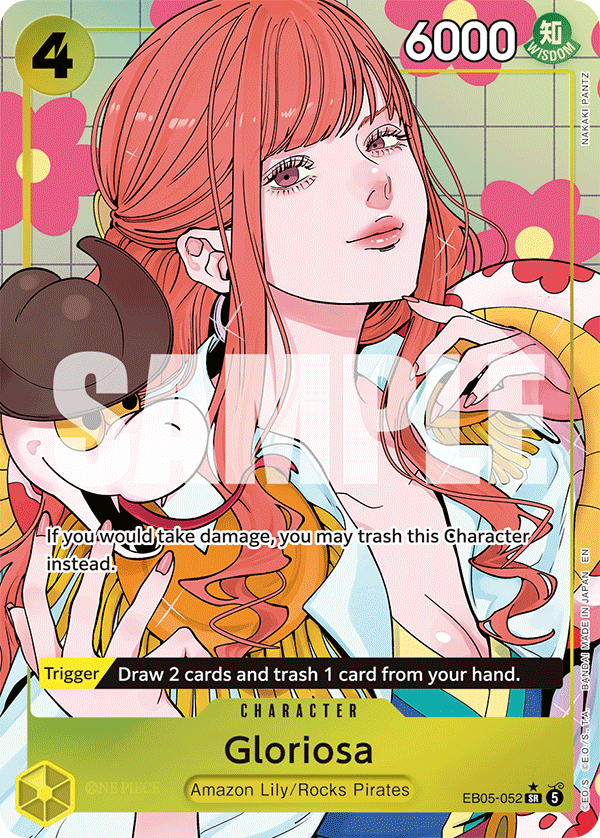 4
6000
知
WISDOM
NAKAKI PANTZ
SAMPLE
If you would take damage, you may trash this Character
instead.
Trigger Draw 2 cards and trash 1 card from your hand.
CHARACTER
Gloriosa
Amazon Lily/Rocks Pirates
ONE PIECE
EB05-052 ★ SR 5
©EO/S ©EO/S.,T.A. BANDAI MADE IN JAPAN EN